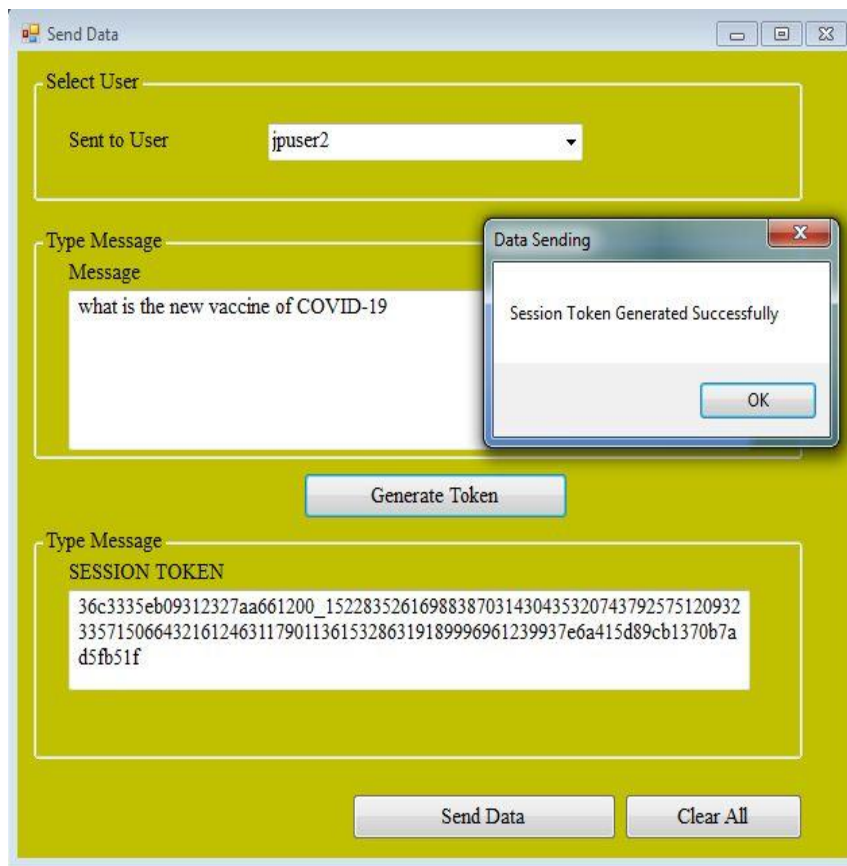 Send Data
Select User
Sent to User
jpuser2
Type Message
Message
what is the new vaccine of COVID-19
Data Sending
Session Token Generated Successfully
OK
Generate Token
Type Message
SESSION TOKEN
36c3335eb09312327aa661200_15228352616988387031430435320743792575120932
3357150664321612463117901136153286319189996961239937e6a415d89cb1370b7a
d5fb51f
Send Data
Clear All